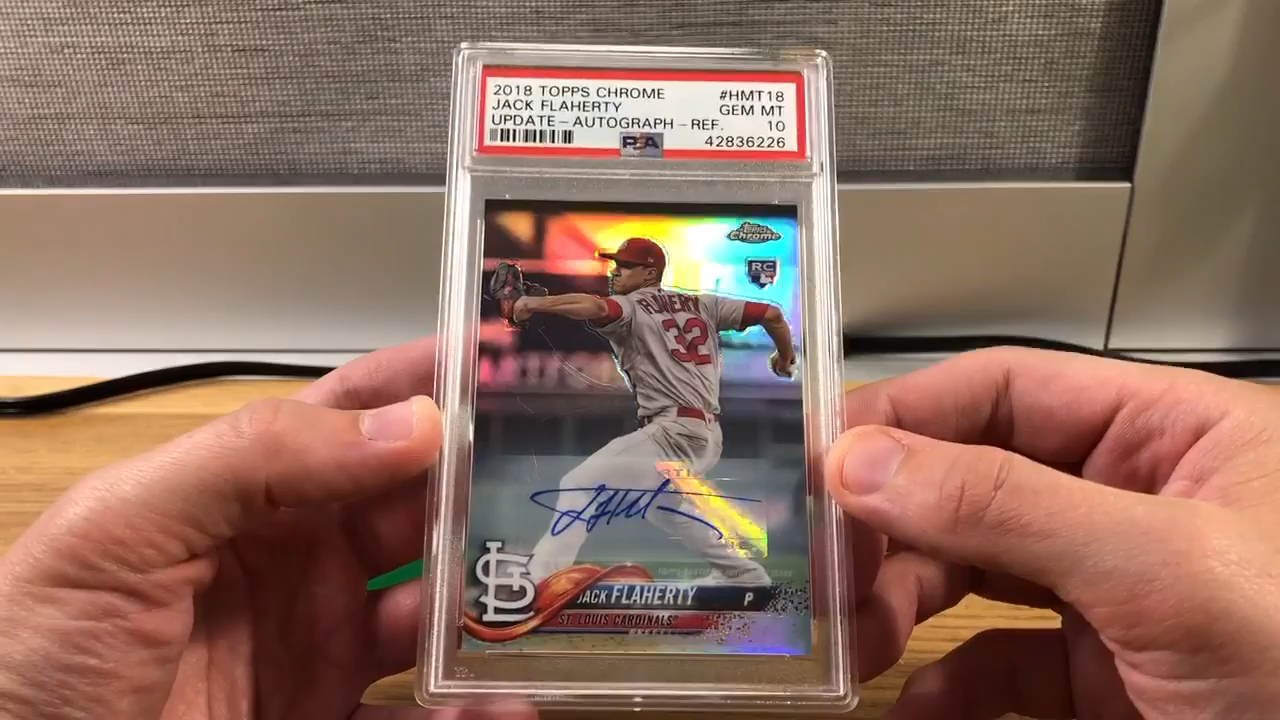 2018 TOPPS CHROME #HMT18
JACK FLAHERTY GEM MT
UPDATE - AUTOGRAPH - REF. 10
PSA 42836226
Topps
Chrome
RC
FLAHERTY
32
STL
JACK FLAHERTY P
ST. LOUIS CARDINALS